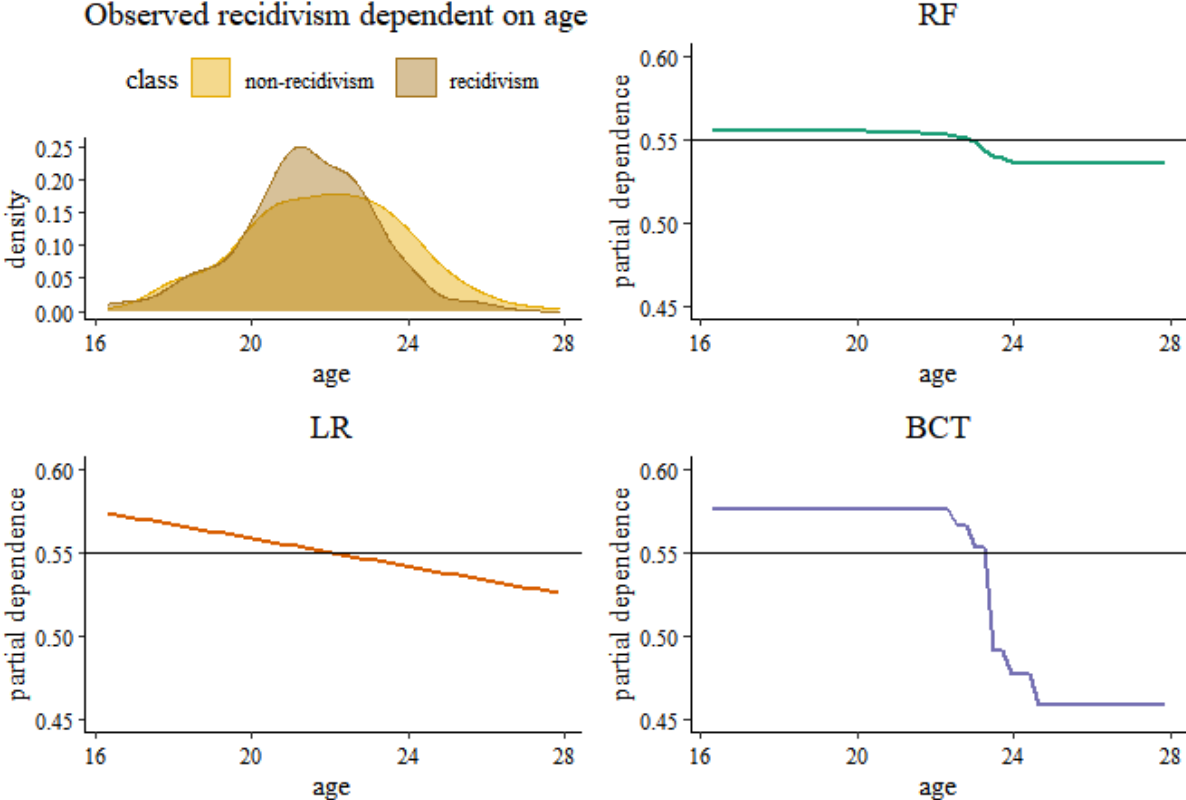 Observed recidivism dependent on age
class non-recidivism recidivism
density
0.25
0.20
0.15
0.10
0.05
0.00
16 20 24 28
age
RF
partial dependence
0.60
0.55
0.50
0.45
16 20 24 28
age
LR
partial dependence
0.60
0.55
0.50
0.45
16 20 24 28
age
BCT
partial dependence
0.60
0.55
0.50
0.45
16 20 24 28
age